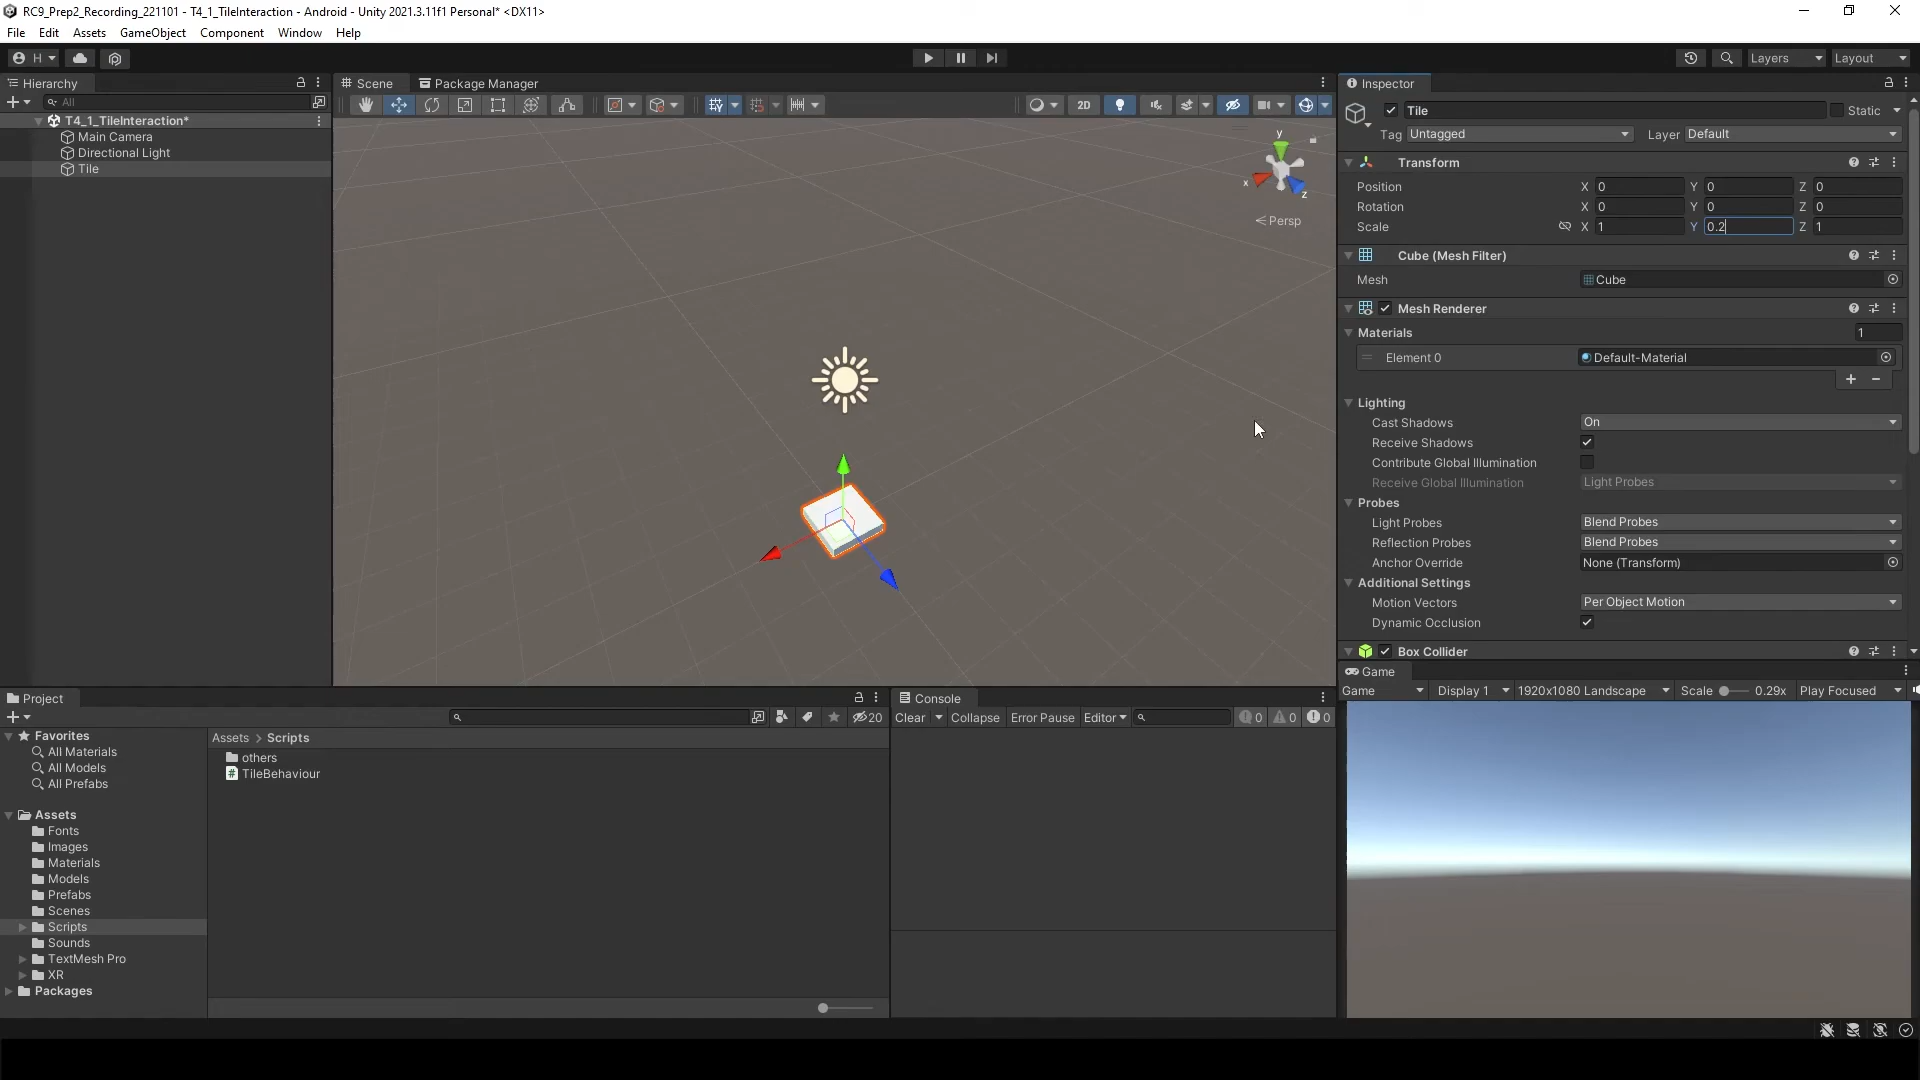 RC9_Prep2_Recording_221101 - T4_1_TileInteraction - Android - Unity 2021.3.11f1 Personal* <DX11>
File Edit Assets GameObject Component Window Help
H Layers Layout
Hierarchy
All
T4_1_TileInteraction*
Main Camera
Directional Light
Tile
Scene Package Manager
2D
y
x
z
Persp
Inspector
Tile Static
Tag Untagged Layer Default
Transform
Position X 0 Y 0 Z 0
Rotation X 0 Y 0 Z 0
Scale X 1 Y 0.2 Z 1
Cube (Mesh Filter)
Mesh Cube
Mesh Renderer
Materials 1
Element 0 Default-Material
Lighting
Cast Shadows On
Receive Shadows
Contribute Global Illumination
Receive Global Illumination Light Probes
Probes
Light Probes Blend Probes
Reflection Probes Blend Probes
Anchor Override None (Transform)
Additional Settings
Motion Vectors Per Object Motion
Dynamic Occlusion
Box Collider
Game
Game Display 1 1920x1080 Landscape Scale 0.29x Play Focused
Project
20
Favorites
All Materials
All Models
All Prefabs
Assets
Fonts
Images
Materials
Models
Prefabs
Scenes
Scripts
Sounds
TextMesh Pro
XR
Packages
Assets > Scripts
others
TileBehaviour
Console
Clear Collapse Error Pause Editor 0 0 0